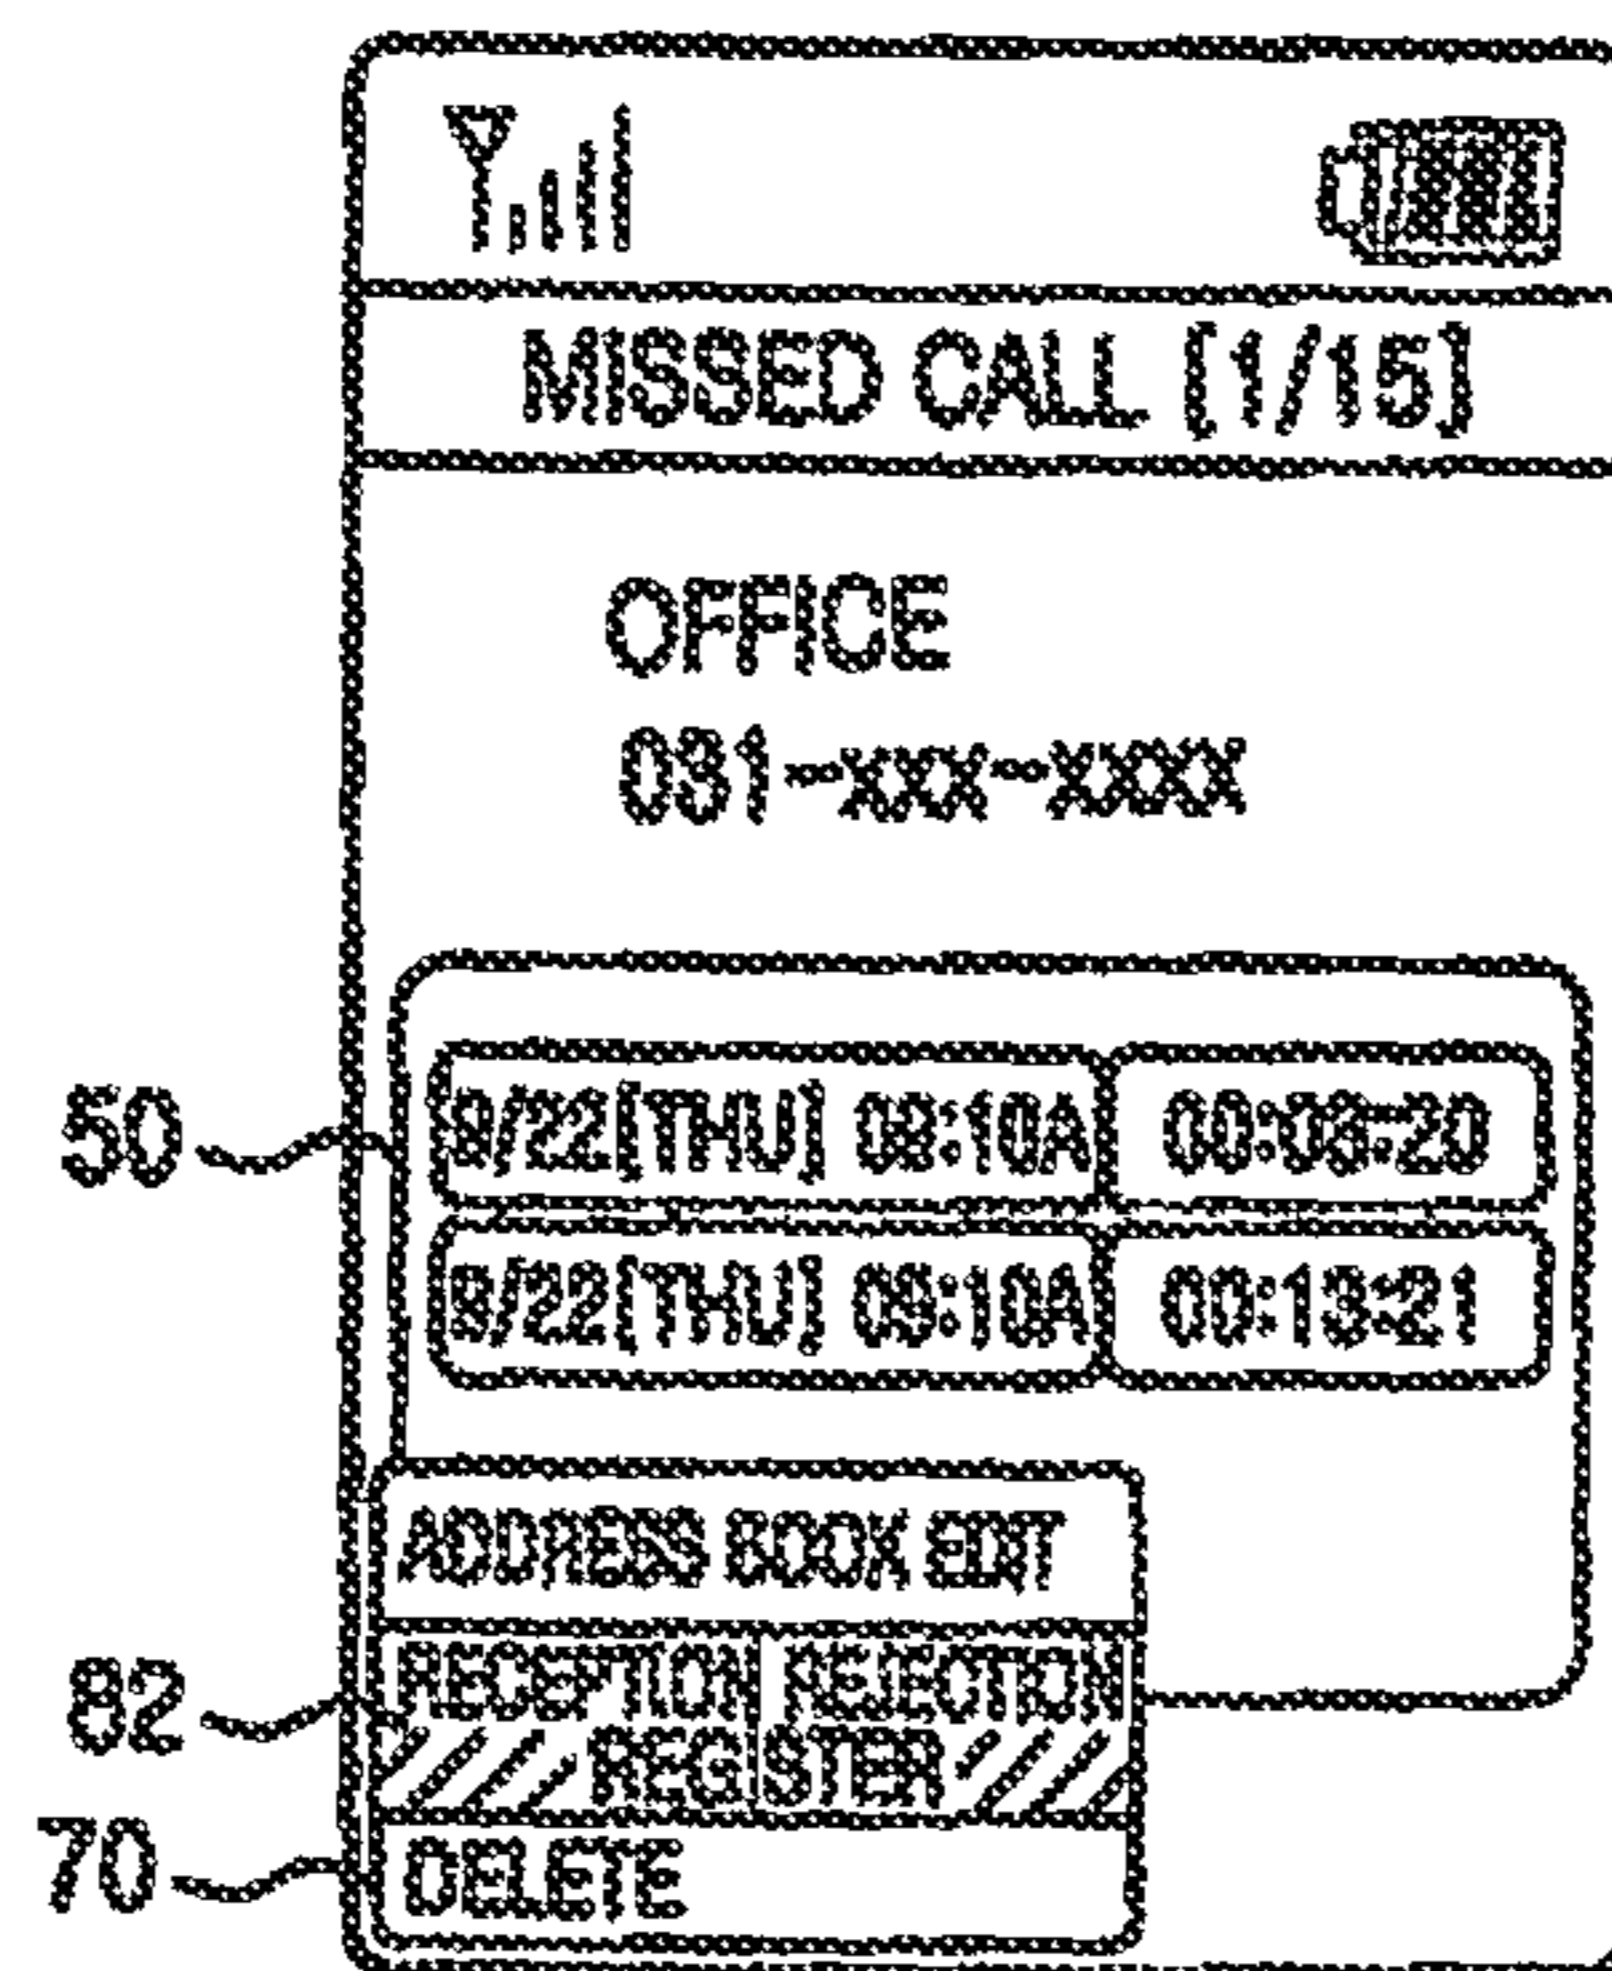 MISSED CALL [1/15]
OFFICE
031-xxx-xxxx
50
9/22[THU] 08:10A 00:03:20
9/22[THU] 09:10A 00:13:21
ADDRESS BOOK EDIT
82
RECEPTION REJECTION
REGISTER
70
DELETE